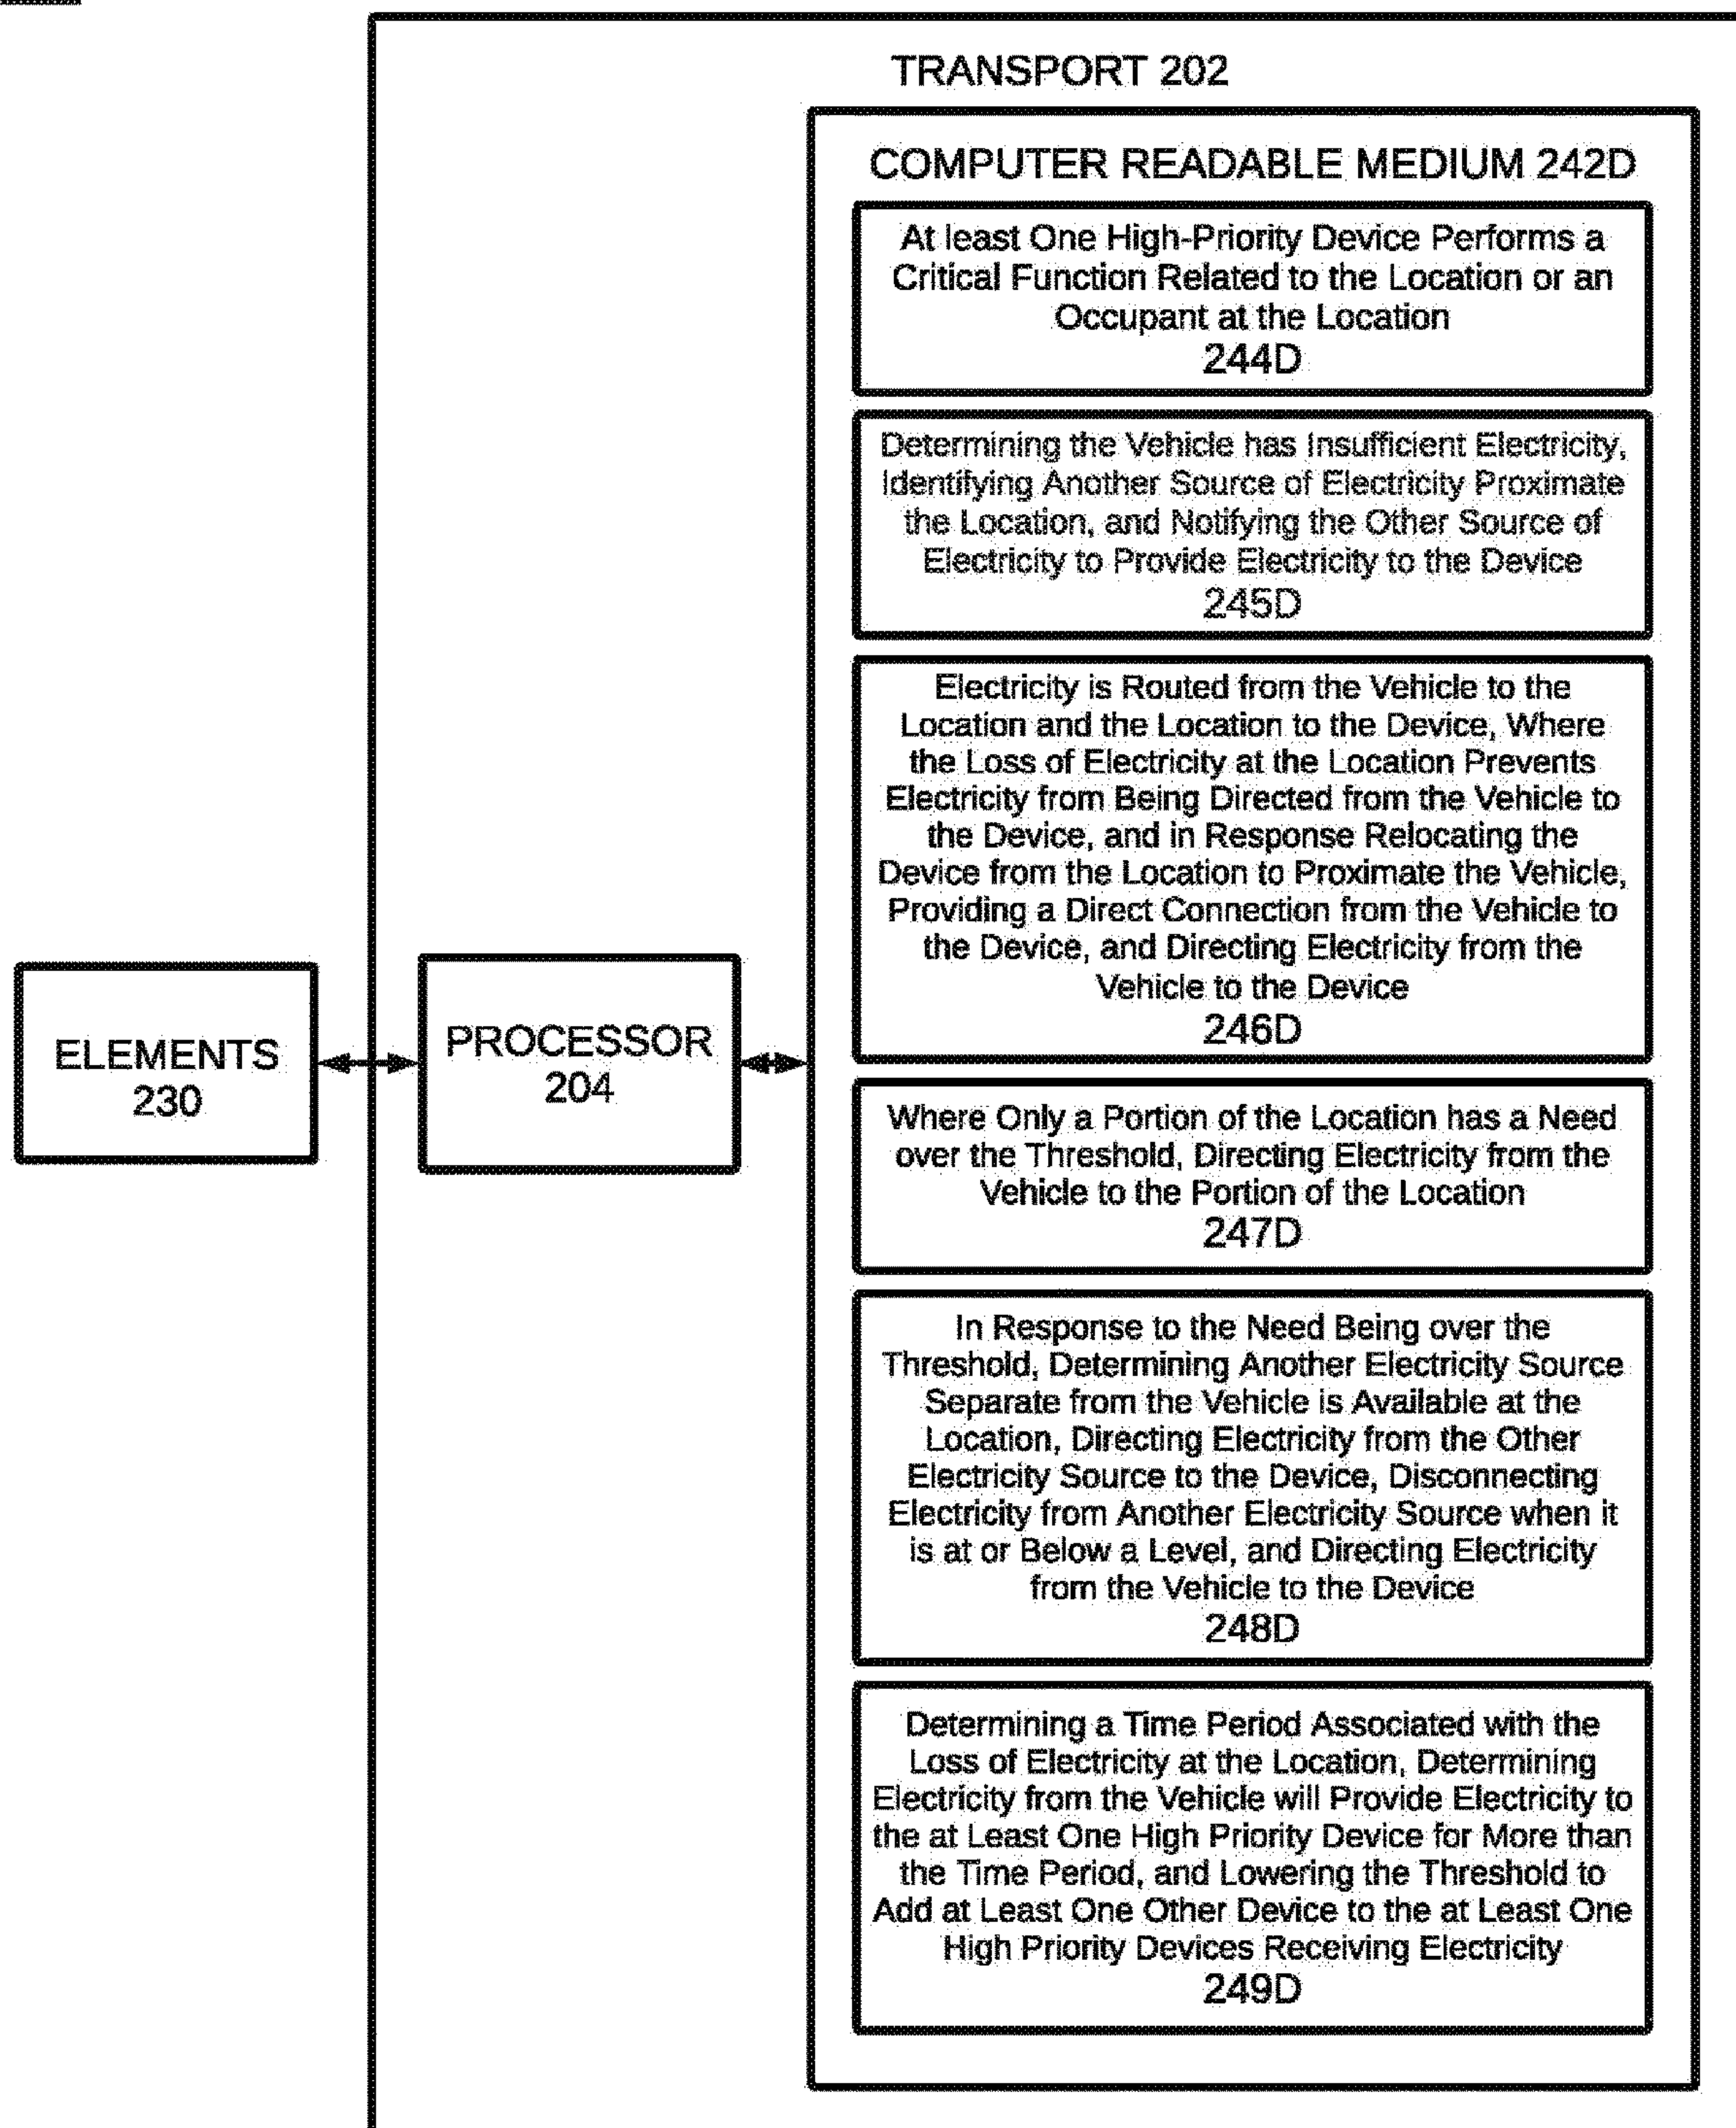 TRANSPORT 202
COMPUTER READABLE MEDIUM 242D
At least One High-Priority Device Performs a
Critical Function Related to the Location or an
Occupant at the Location
244D
Determining the Vehicle has Insufficient Electricity,
Identifying Another Source of Electricity Proximate
the Location, and Notifying the Other Source of
Electricity to Provide Electricity to the Device
245D
Electricity is Routed from the Vehicle to the
Location and the Location to the Device, Where
the Loss of Electricity at the Location Prevents
Electricity from Being Directed from the Vehicle to
the Device, and in Response Relocating the
Device from the Location to Proximate the Vehicle,
Providing a Direct Connection from the Vehicle to
the Device, and Directing Electricity from the
Vehicle to the Device
246D
ELEMENTS
230
PROCESSOR
204
Where Only a Portion of the Location has a Need
over the Threshold, Directing Electricity from the
Vehicle to the Portion of the Location
247D
In Response to the Need Being over the
Threshold, Determining Another Electricity Source
Separate from the Vehicle is Available at the
Location, Directing Electricity from the Other
Electricity Source to the Device, Disconnecting
Electricity from Another Electricity Source when it
is at or Below a Level, and Directing Electricity
from the Vehicle to the Device
248D
Determining a Time Period Associated with the
Loss of Electricity at the Location, Determining
Electricity from the Vehicle will Provide Electricity to
the at Least One High Priority Device for More than
the Time Period, and Lowering the Threshold to
Add at Least One Other Device to the at Least One
High Priority Devices Receiving Electricity
249D